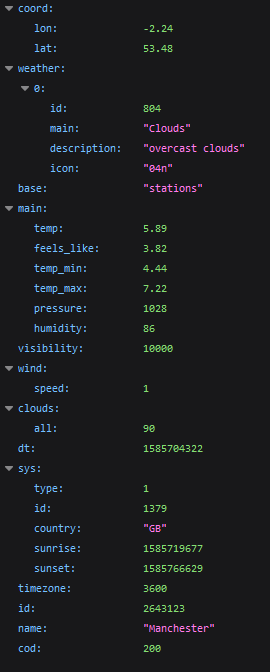 coord:
lon: -2.24
lat: 53.48
weather:
0:
id: 804
main: "Clouds"
description: "overcast clouds"
icon: "04n"
base: "stations"
main:
temp: 5.89
feels_like: 3.82
temp_min: 4.44
temp_max: 7.22
pressure: 1028
humidity: 86
visibility: 10000
wind:
speed: 1
clouds:
all: 90
dt: 1585704322
sys:
type: 1
id: 1379
country: "GB"
sunrise: 1585719677
sunset: 1585766629
timezone: 3600
id: 2643123
name: "Manchester"
cod: 200